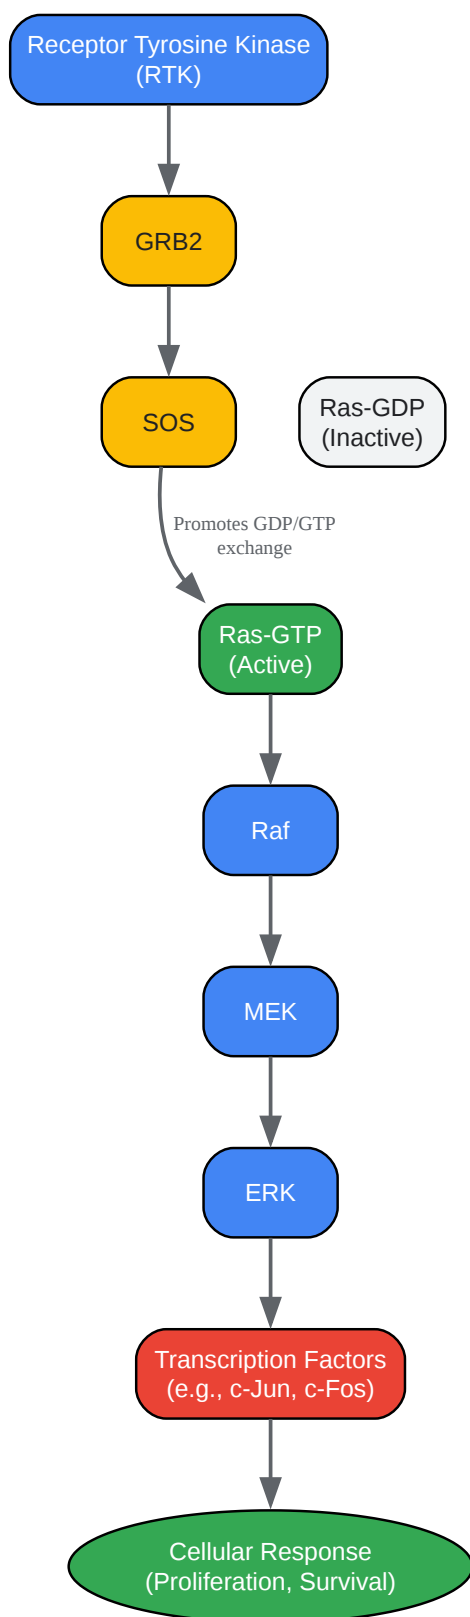 Receptor Tyrosine Kinase
(RTK)
GRB2
SOS
Ras-GDP
(Inactive)
Promotes GDP/GTP
exchange
Ras-GTP
(Active)
Raf
MEK
ERK
Transcription Factors
(e.g., c-Jun, c-Fos)
Cellular Response
(Proliferation, Survival)